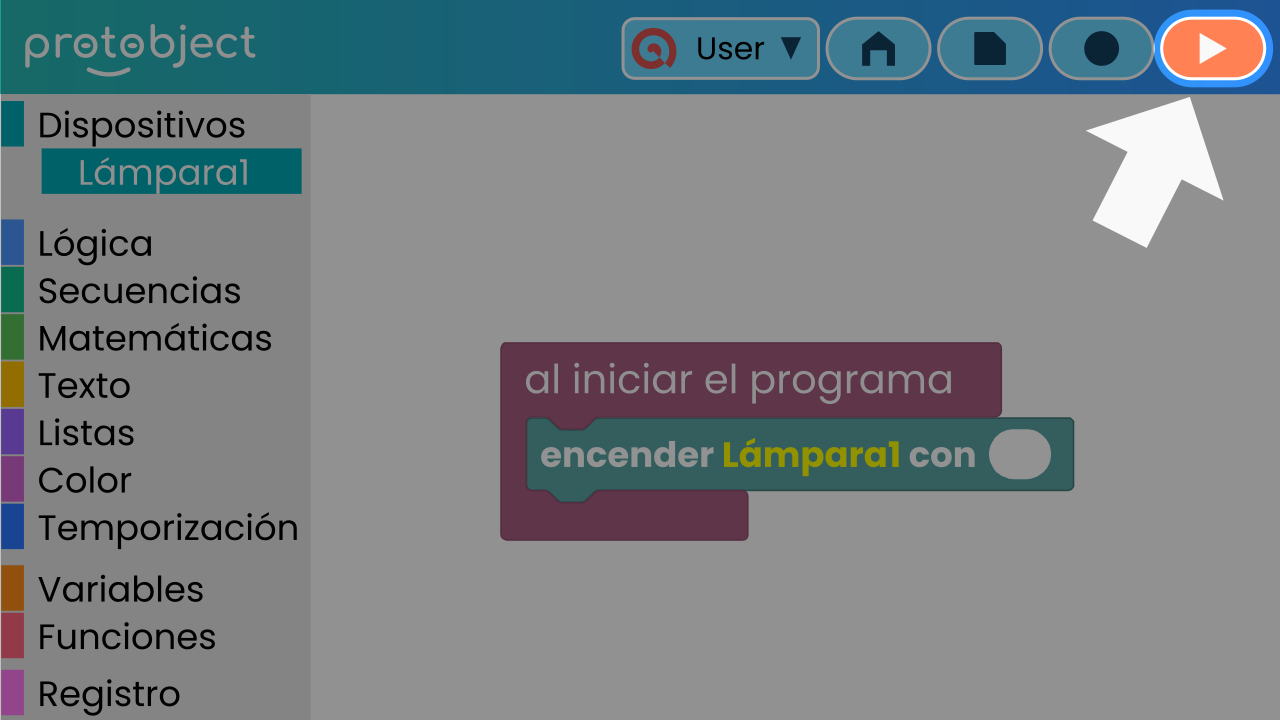 protobject
User ▼
Dispositivos
Lámpara1
Lógica
Secuencias
Matemáticas
Texto
Listas
Color
Temporización
Variables
Funciones
Registro
al iniciar el programa
encender Lámpara1 con